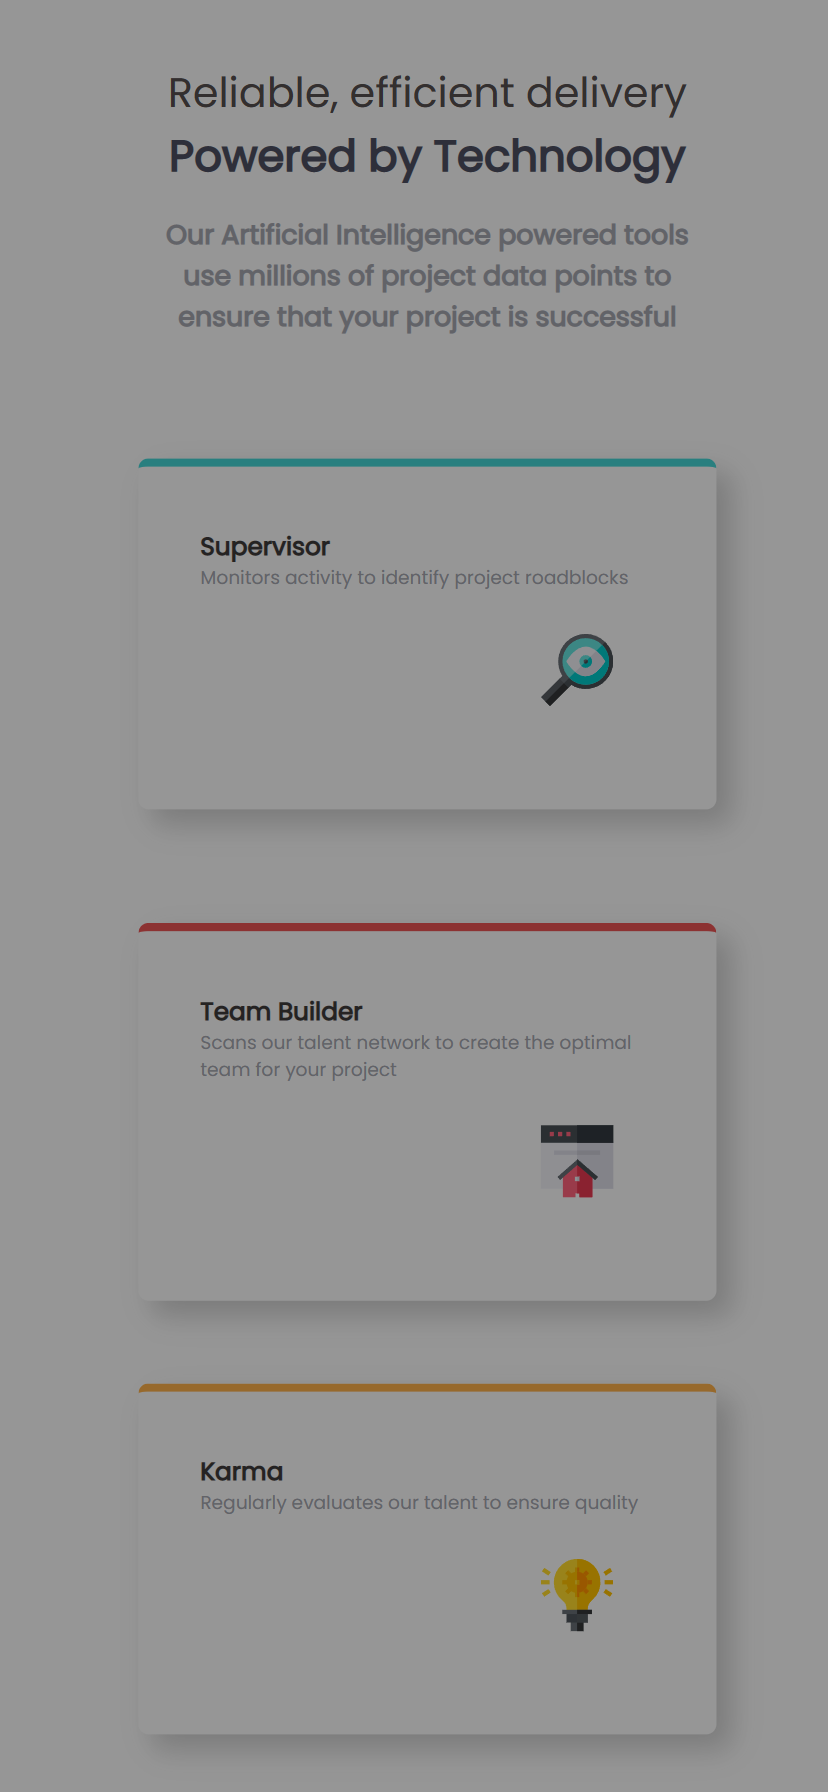 Reliable, efficient delivery
Powered by Technology
Our Artificial Intelligence powered tools
use millions of project data points to
ensure that your project is successful
Supervisor
Monitors activity to identify project roadblocks
Team Builder
Scans our talent network to create the optimal
team for your project
Karma
Regularly evaluates our talent to ensure quality